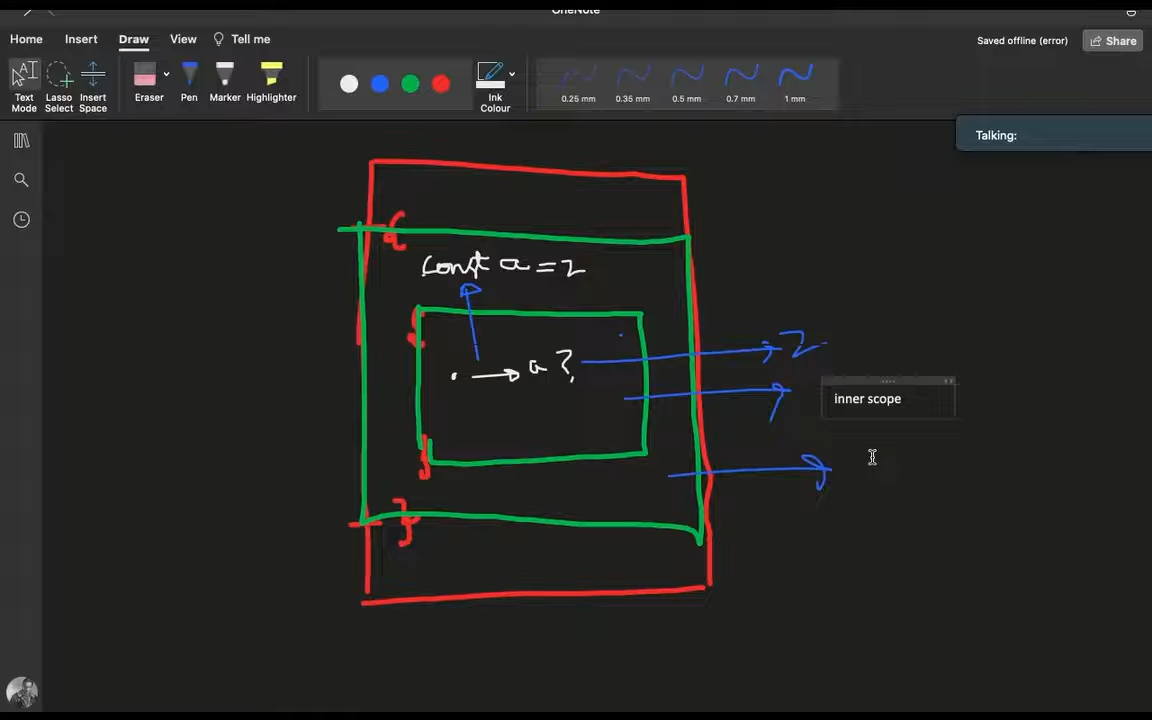 OneNote
Home Insert Draw View Tell me
Saved offline (error) Share
Text Mode
Lasso Select
Insert Space
Eraser
Pen
Marker
Highlighter
Ink Colour
0.25 mm
0.35 mm
0.5 mm
0.7 mm
1 mm
Talking:
{
const a = 2
{
a ?
2
inner scope
}
}